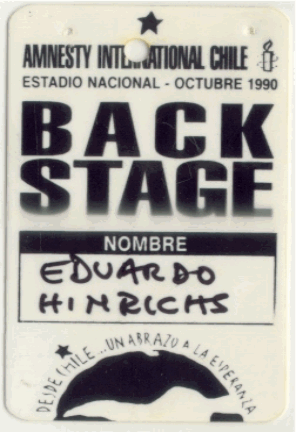 AMNESTY INTERNATIONAL CHILE
ESTADIO NACIONAL - OCTUBRE 1990
BACK
STAGE
NOMBRE
EDUARDO
HINRICHS
DESDE CHILE...UN ABRAZO A LA ESPERANZA